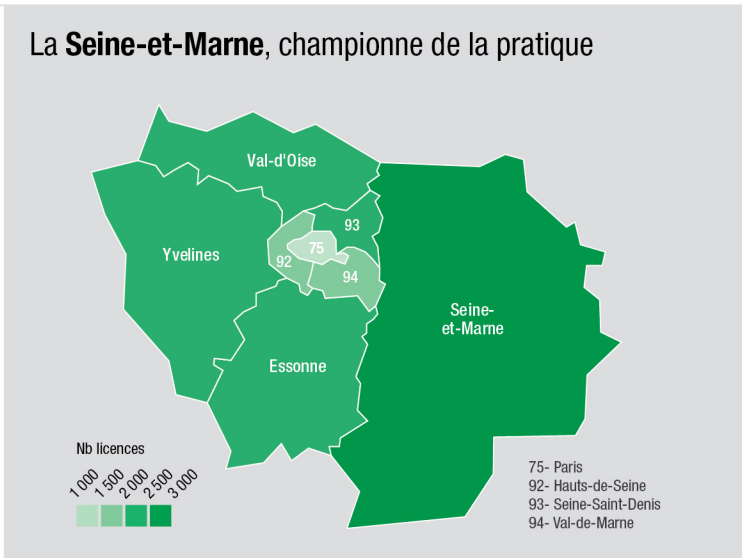 La Seine-et-Marne, championne de la pratique
Val-d'Oise
93
Yvelines
75
92
94
Seine-
et-Marne
Essonne
Nb licences
1 000
1 500
2 000
2 500
3 000
75- Paris
92- Hauts-de-Seine
93- Seine-Saint-Denis
94- Val-de-Marne